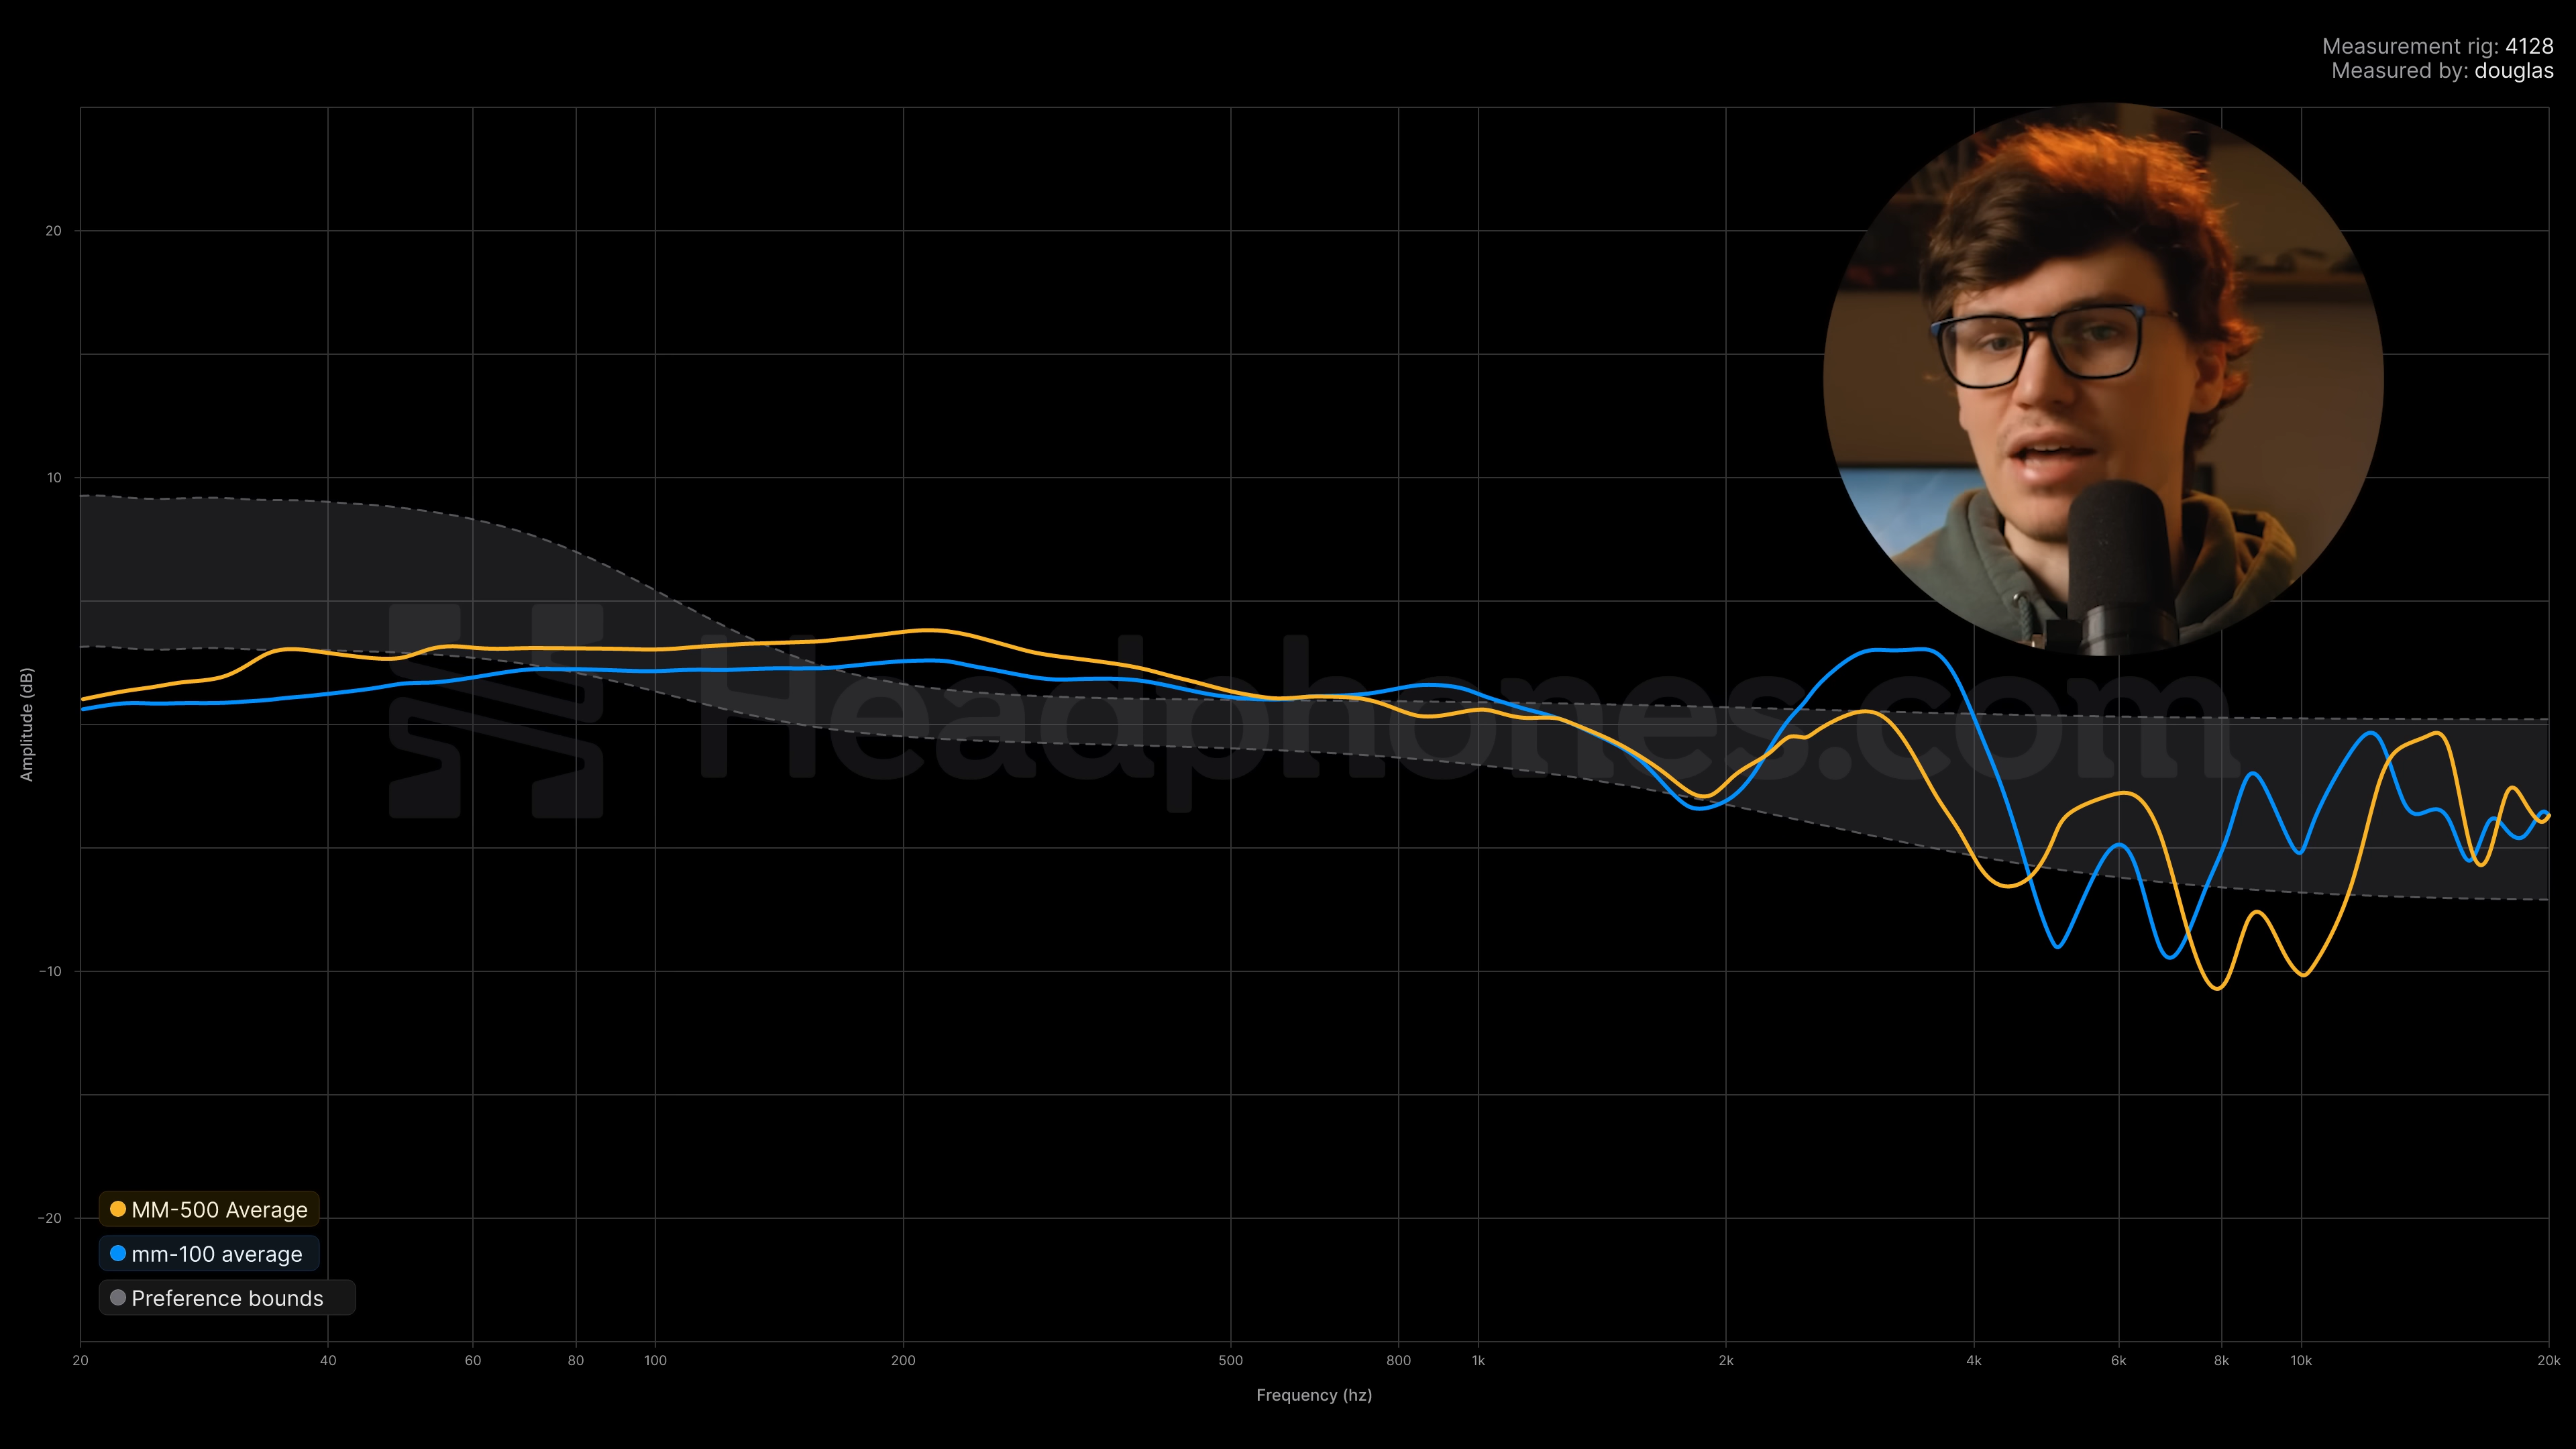 Measurement rig: 4128
Measured by: douglas
20
10
Amplitude (dB)
-10
-20
Headphones.com
MM-500 Average
mm-100 average
Preference bounds
20 40 60 80 100 200 500 800 1k 2k 4k 6k 8k 10k 20k
Frequency (hz)